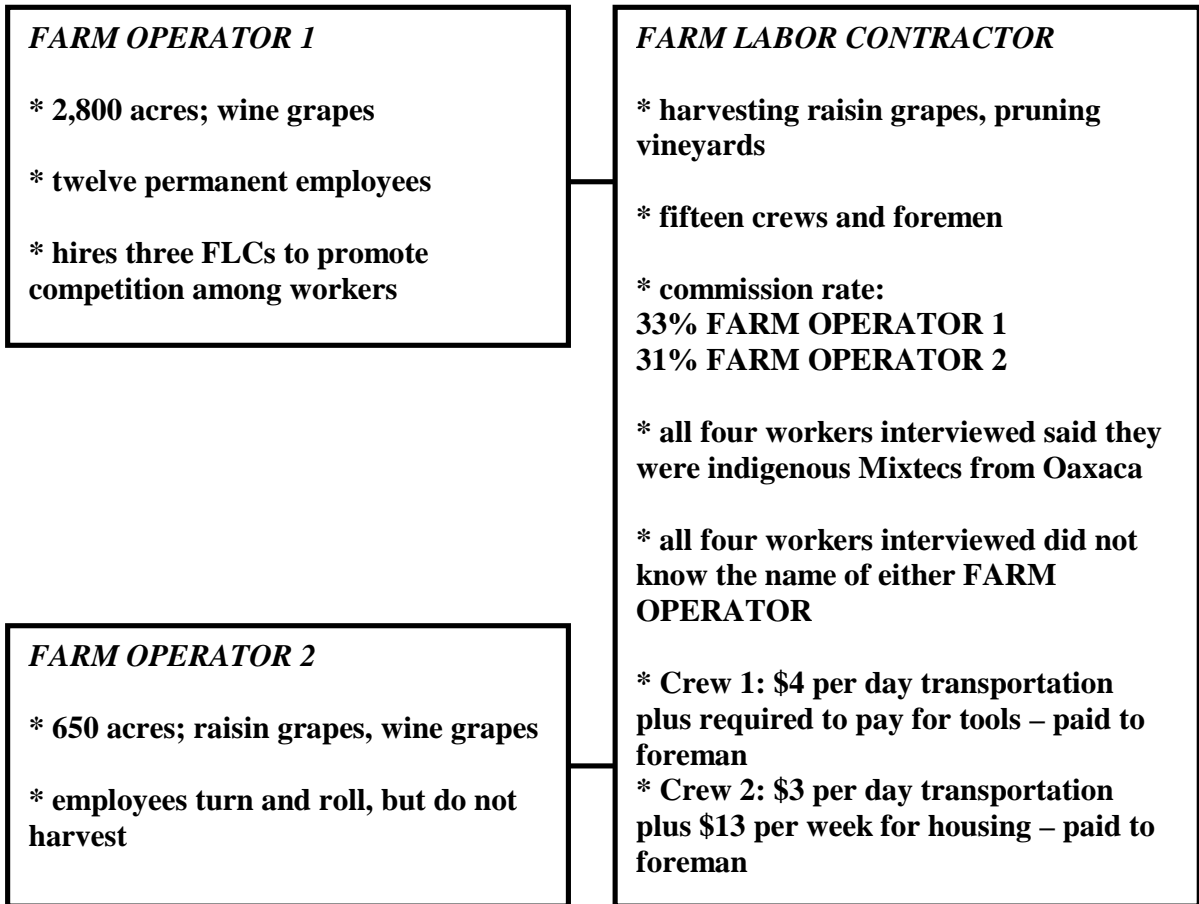 FARM OPERATOR 1
* 2,800 acres; wine grapes
* twelve permanent employees
* hires three FLCs to promote
competition among workers
FARM OPERATOR 2
* 650 acres; raisin grapes, wine grapes
* employees turn and roll, but do not
harvest
FARM LABOR CONTRACTOR
* harvesting raisin grapes, pruning
vineyards
* fifteen crews and foremen
* commission rate:
33% FARM OPERATOR 1
31% FARM OPERATOR 2
* all four workers interviewed said they
were indigenous Mixtecs from Oaxaca
* all four workers interviewed did not
know the name of either FARM
OPERATOR
* Crew 1: $4 per day transportation
plus required to pay for tools – paid to
foreman
* Crew 2: $3 per day transportation
plus $13 per week for housing – paid to
foreman